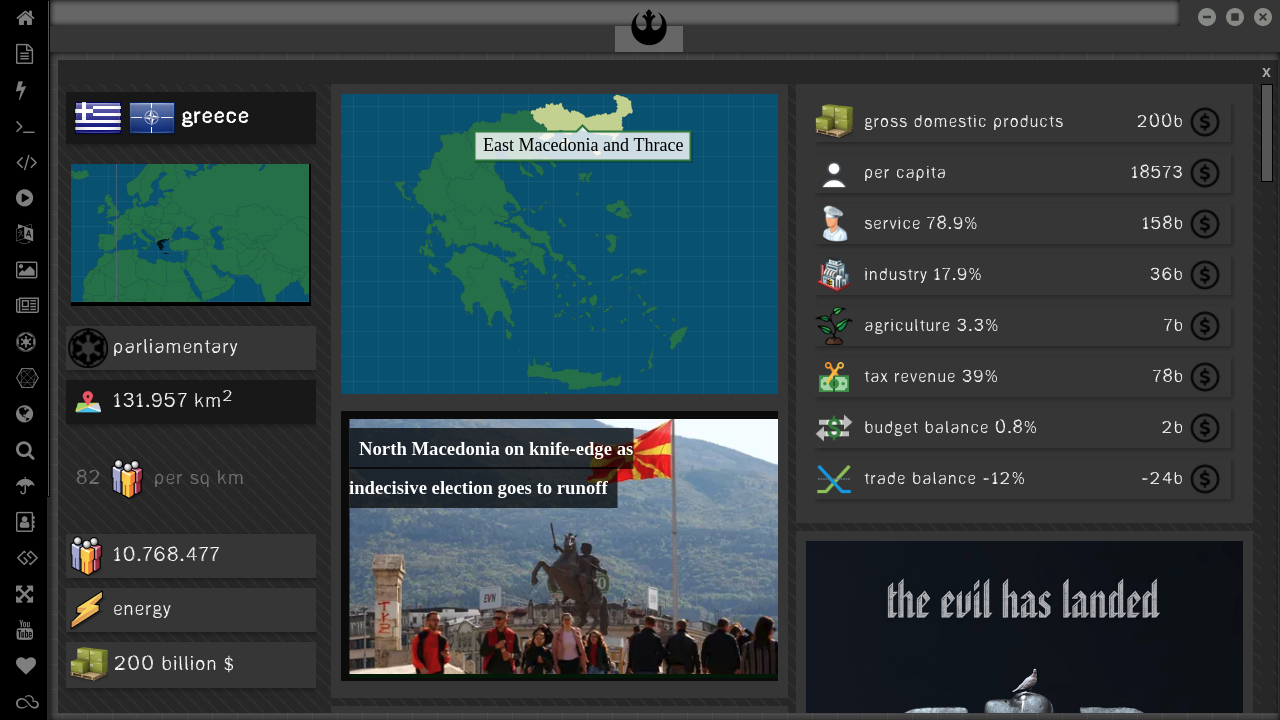 x
greece
parliamentary
131.957 km²
82 per sq km
10.768.477
energy
200 billion $
East Macedonia and Thrace
North Macedonia on knife-edge as
indecisive election goes to runoff
EVN
gross domestic products 200b
per capita 18573
service 78.9% 158b
industry 17.9% 36b
agriculture 3.3% 7b
tax revenue 39% 78b
budget balance 0.8% 2b
trade balance -12% -24b
the evil has landed
You
Tube